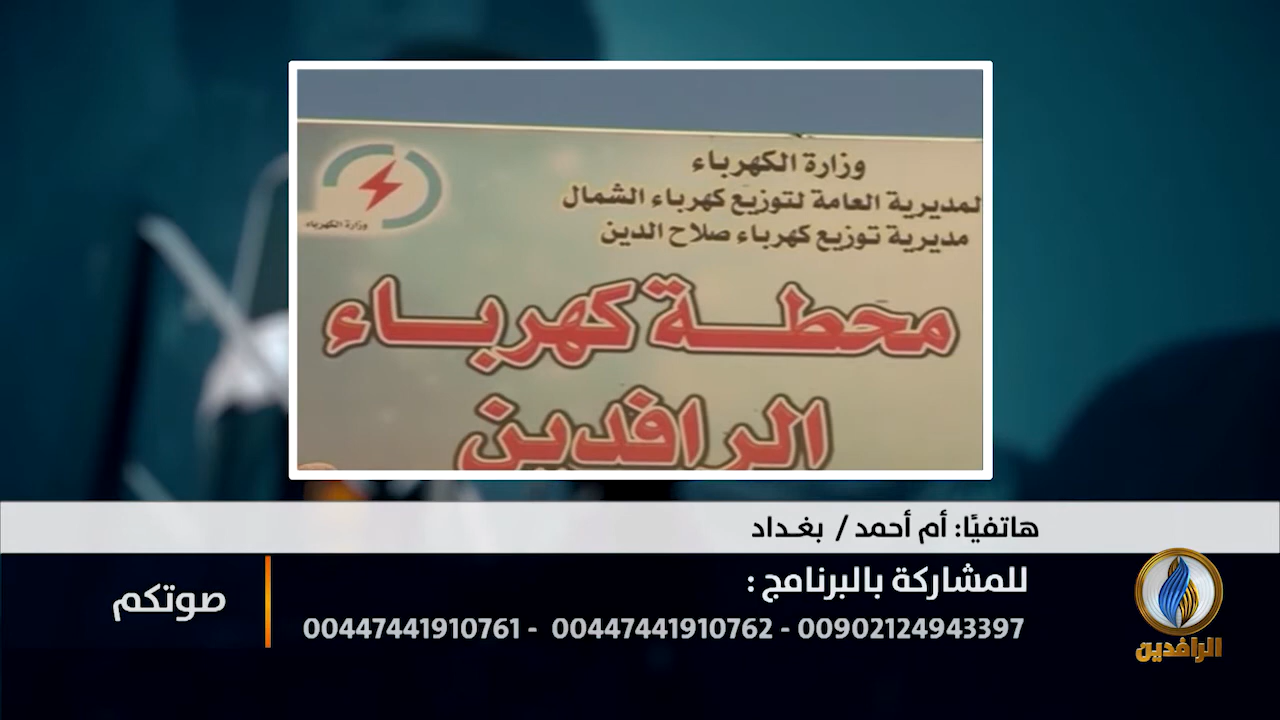 وزارة الكهرباء
المديرية العامة لتوزيع كهرباء الشمال
مديرية توزيع كهرباء صلاح الدين
وزارة الكهرباء
محطة كهرباء
الرافدين
هاتفيًا: أم أحمد / بغداد
للمشاركة بالبرنامج :
00447441910761 - 00447441910762 - 00902124943397
صوتكم
الرافدين